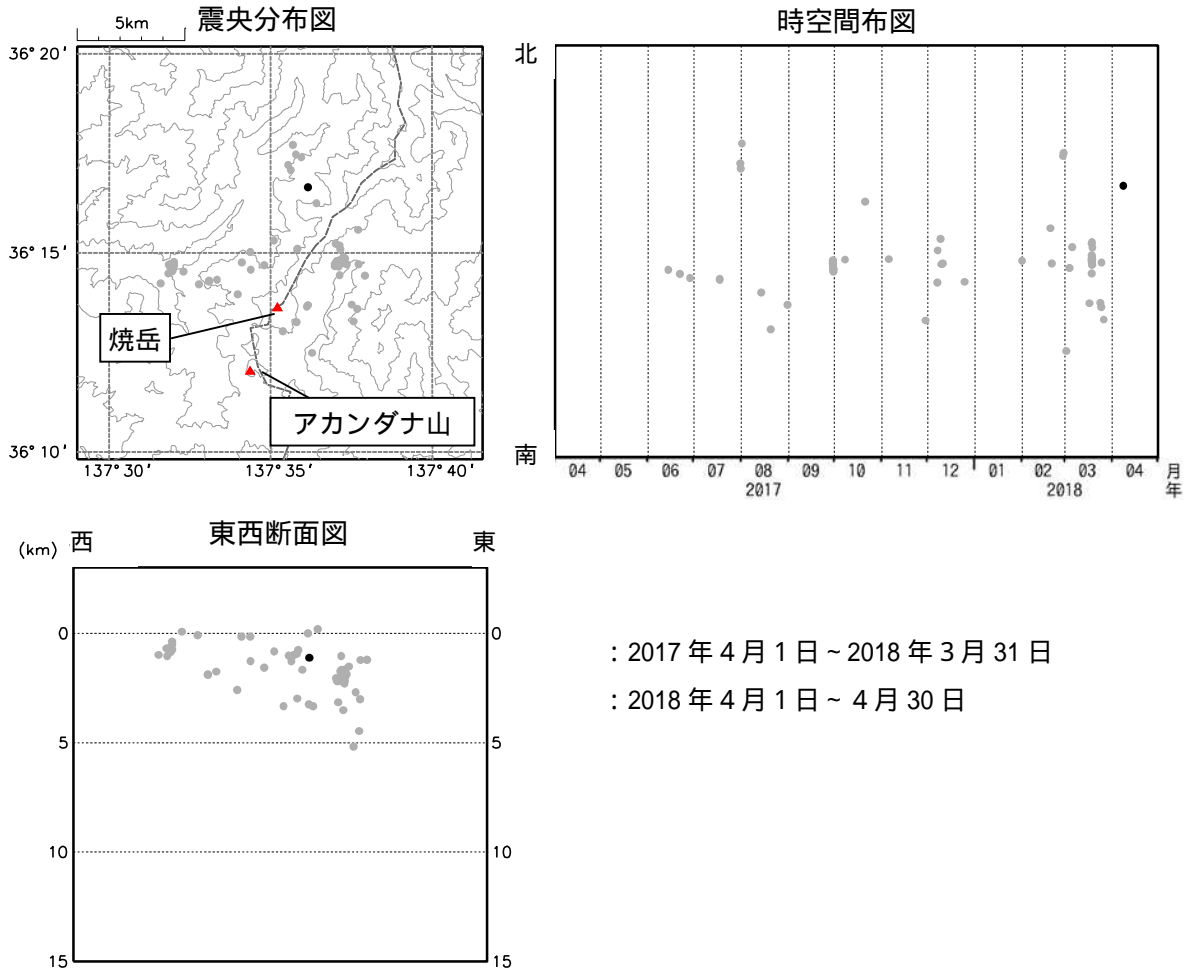 5km
震央分布図
36° 20'
36° 15'
36° 10'
137° 30'
137° 35'
137° 40'
焼岳
アカンダナ山
時空間布図
北
南
04 05 06 07 08 09 10 11 12 01 02 03 04 月
2017 2018 年
東西断面図
(km) 西 東
0 0
5 5
10 10
15 15
：2017 年 4 月 1 日 ~ 2018 年 3 月 31 日
：2018 年 4 月 1 日 ~ 4 月 30 日